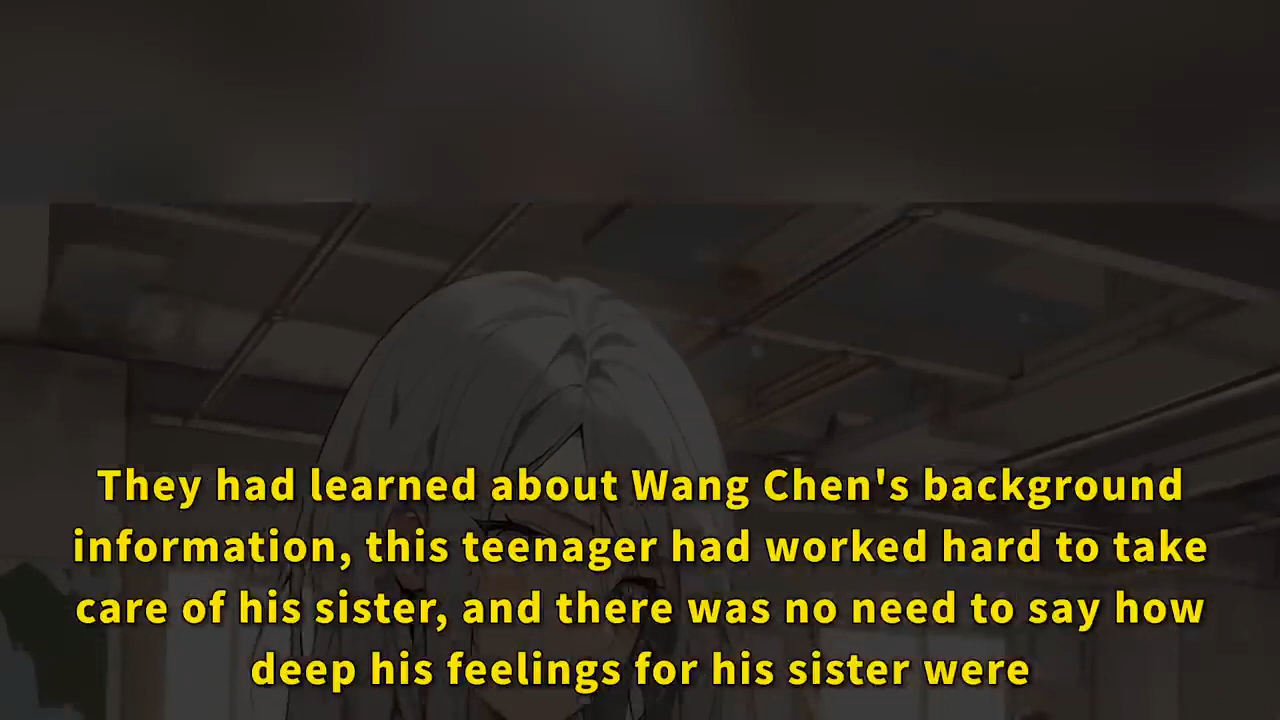 They had learned about Wang Chen's background
information, this teenager had worked hard to take
care of his sister, and there was no need to say how
deep his feelings for his sister were